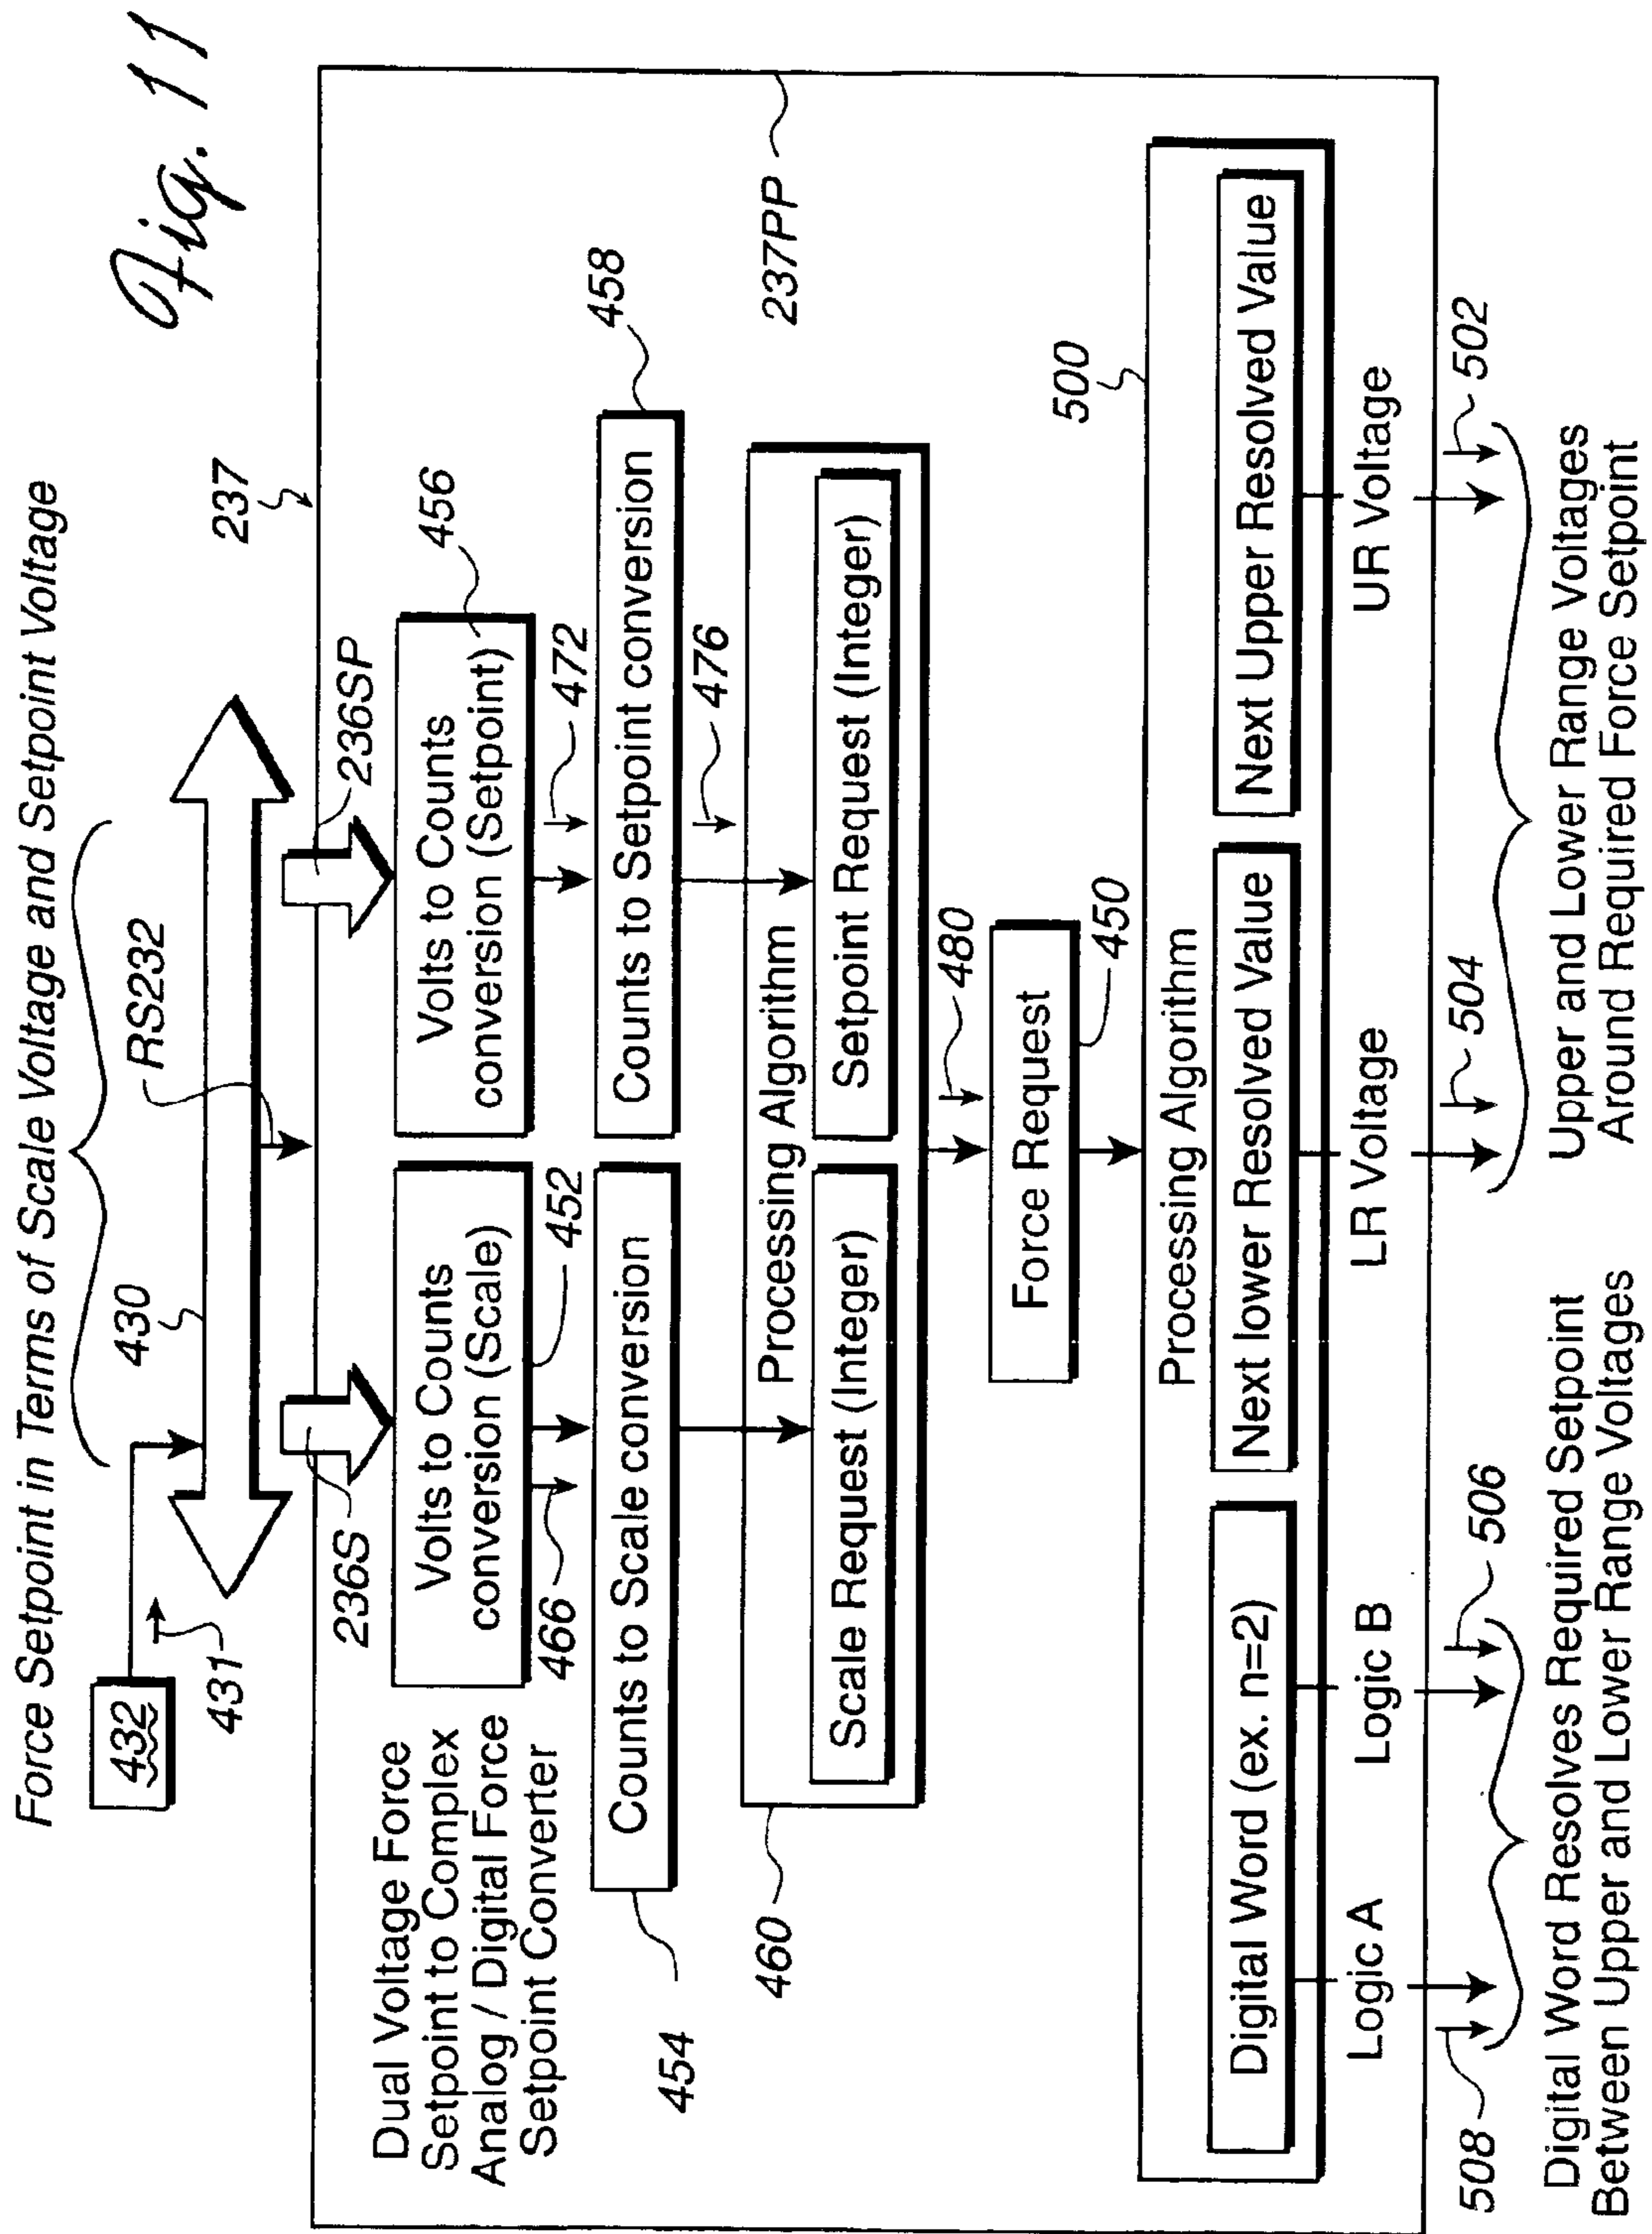 Fig. 11
Force Setpoint in Terms of Scale Voltage and Setpoint Voltage
432
431
430
RS232
237
236S
236SP
Dual Voltage Force
Setpoint to Complex
Analog / Digital Force
Setpoint Converter
Volts to Counts
conversion (Scale)
452
Volts to Counts
conversion (Setpoint)
456
466
472
454
Counts to Scale conversion
Counts to Setpoint conversion
458
476
460
Processing Algorithm
Scale Request (Integer)
Setpoint Request (Integer)
237PP
480
Force Request
450
500
Processing Algorithm
Digital Word (ex. n=2)
Next lower Resolved Value
Next Upper Resolved Value
Logic A
Logic B
LR Voltage
UR Voltage
508
506
504
502
Digital Word Resolves Required Setpoint
Between Upper and Lower Range Voltages
Upper and Lower Range Voltages
Around Required Force Setpoint